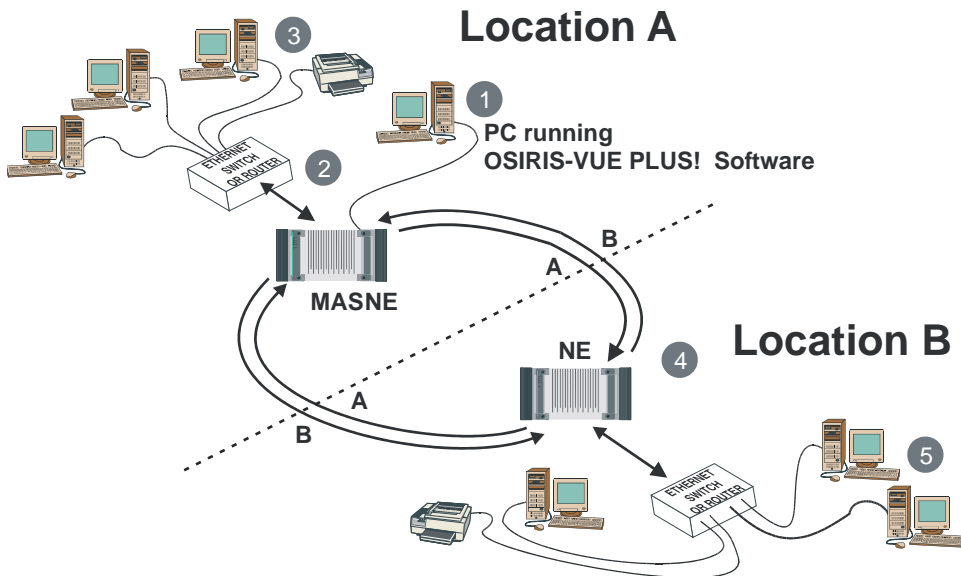 Location A
3
1
PC running
OSIRIS-VUE PLUS! Software
ETHERNET
SWITCH
OR ROUTER
2
B
A
MASNE
Location B
NE
4
A
B
5
ETHERNET
SWITCH
OR ROUTER